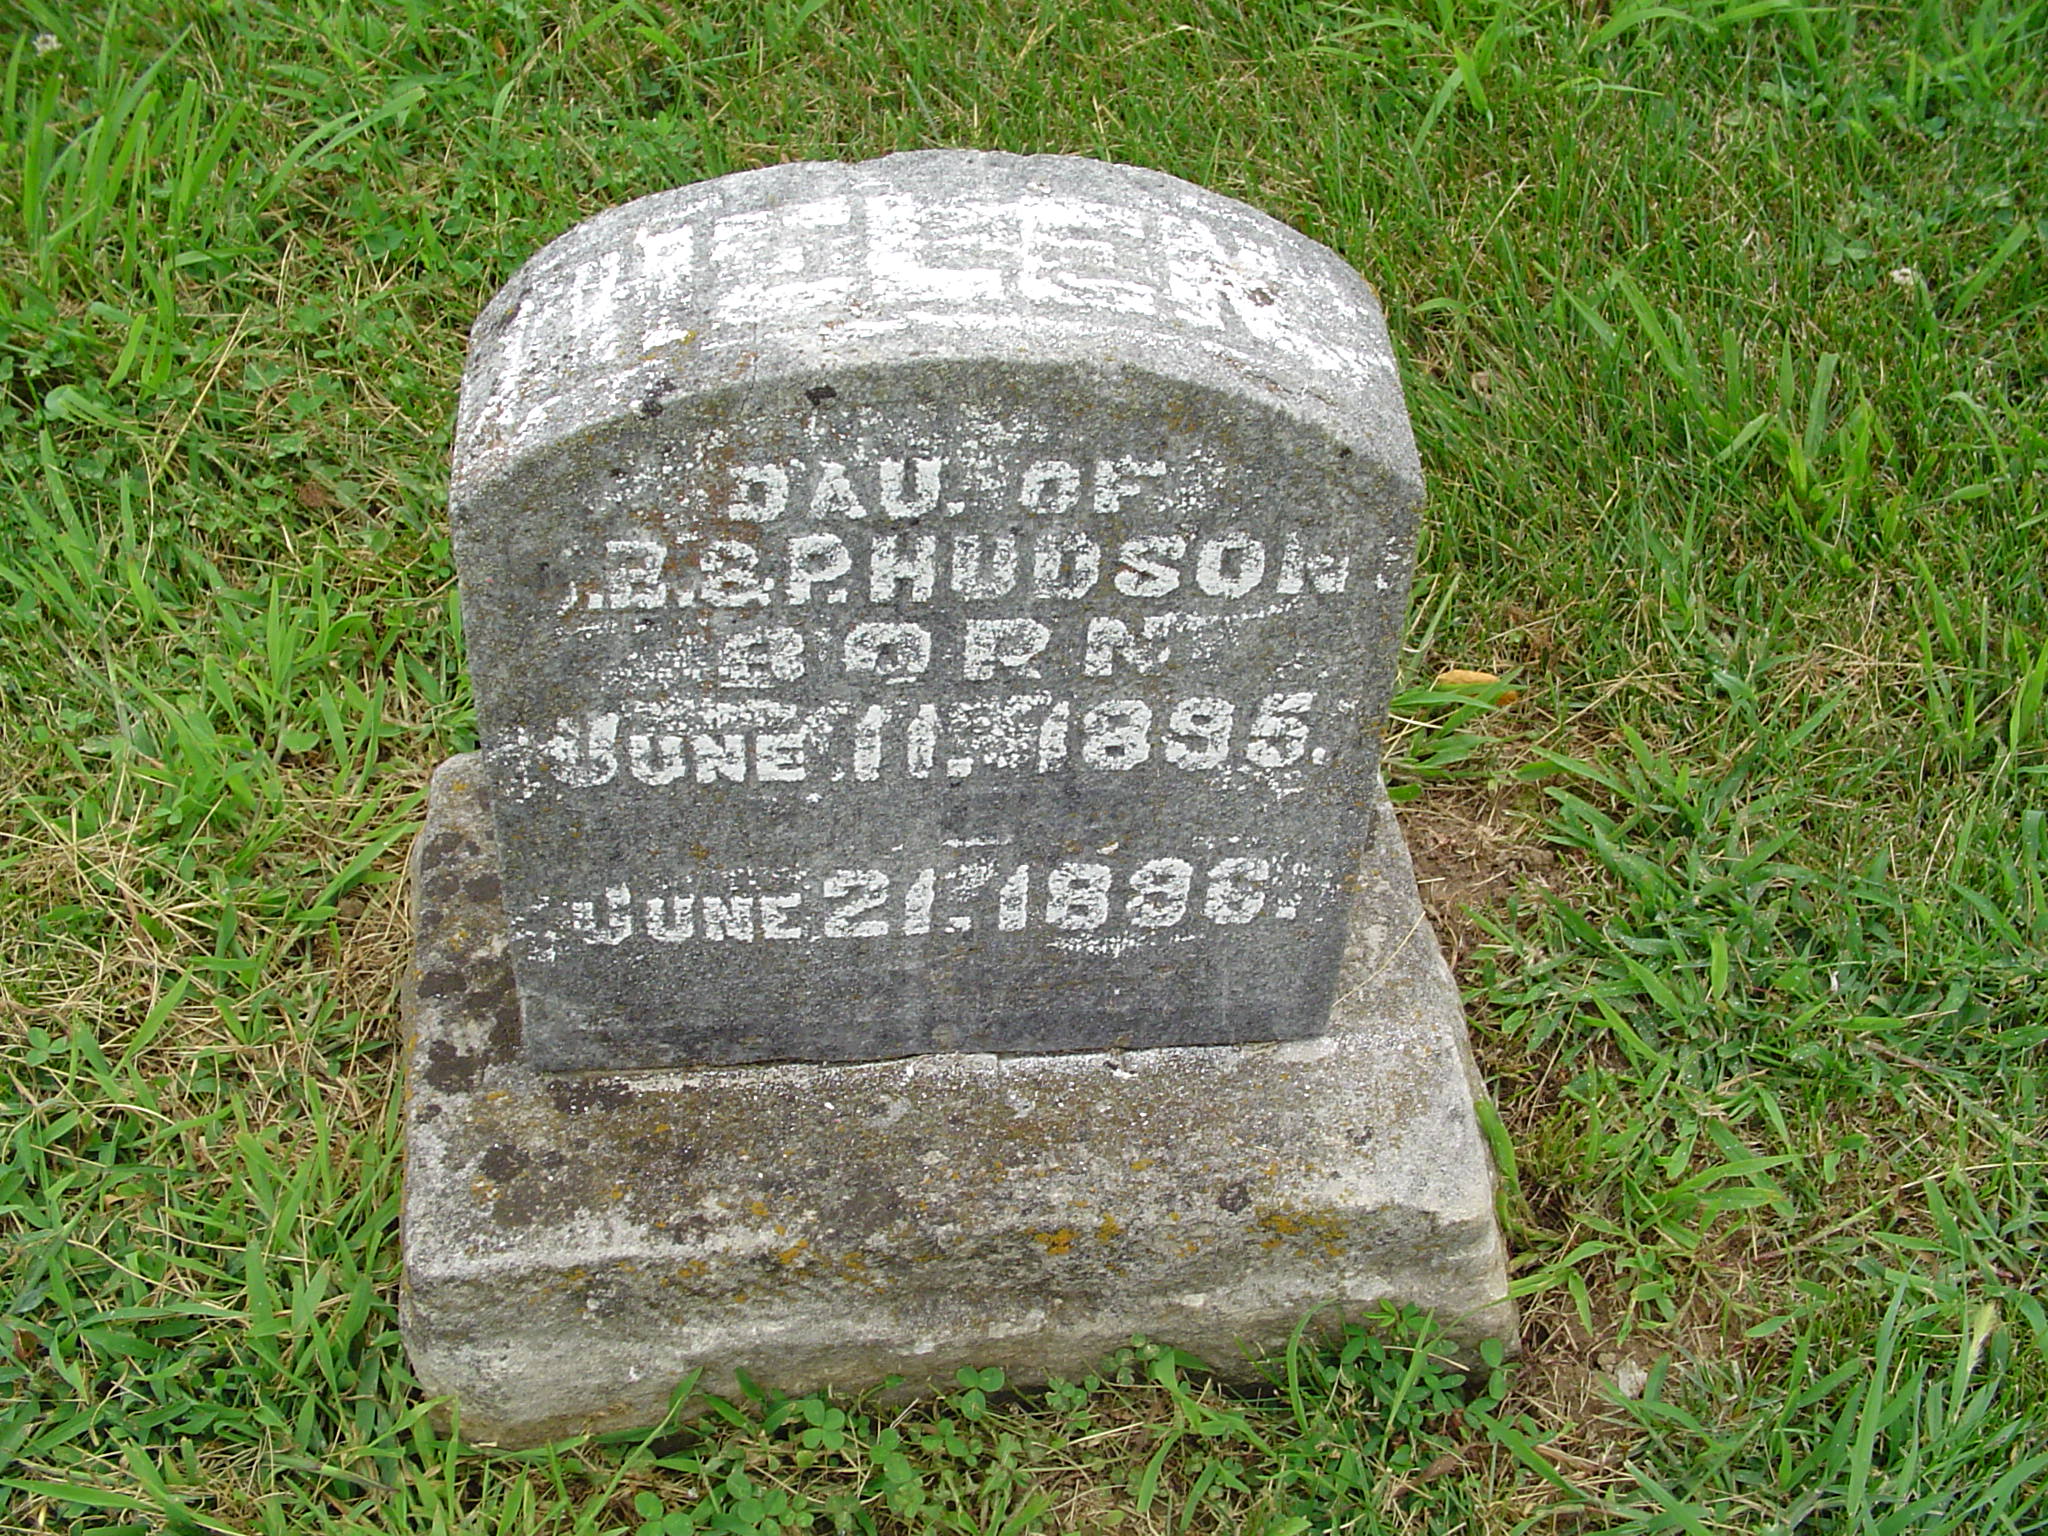 HELEN
DAU. OF
J.B.&P.HUDSON.
BORN
JUNE 11. 1895.
JUNE 21. 1896.